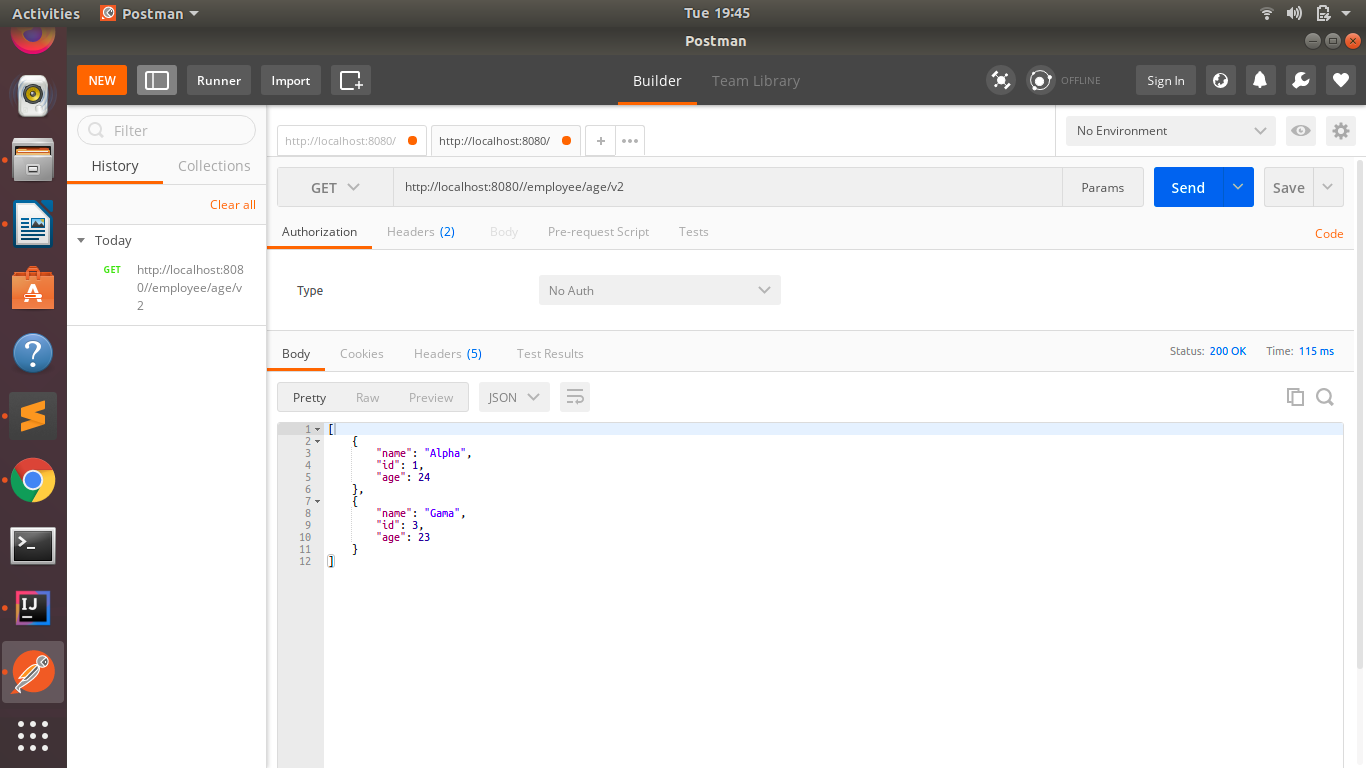 Activities Postman Tue 19:45
Postman
NEW Runner Import Builder Team Library OFFLINE Sign In
Filter
History Collections
Clear all
Today
GET http://localhost:808
0//employee/age/v
2
http://localhost:8080/ http://localhost:8080/ + ••• No Environment
GET http://localhost:8080//employee/age/v2 Params Send Save
Authorization Headers (2) Body Pre-request Script Tests Code
Type No Auth
Body Cookies Headers (5) Test Results Status: 200 OK Time: 115 ms
Pretty Raw Preview JSON
1 [
2 {
3 "name": "Alpha",
4 "id": 1,
5 "age": 24
6 },
7 {
8 "name": "Gama",
9 "id": 3,
10 "age": 23
11 }
12 ]
A
?
>_
IJ